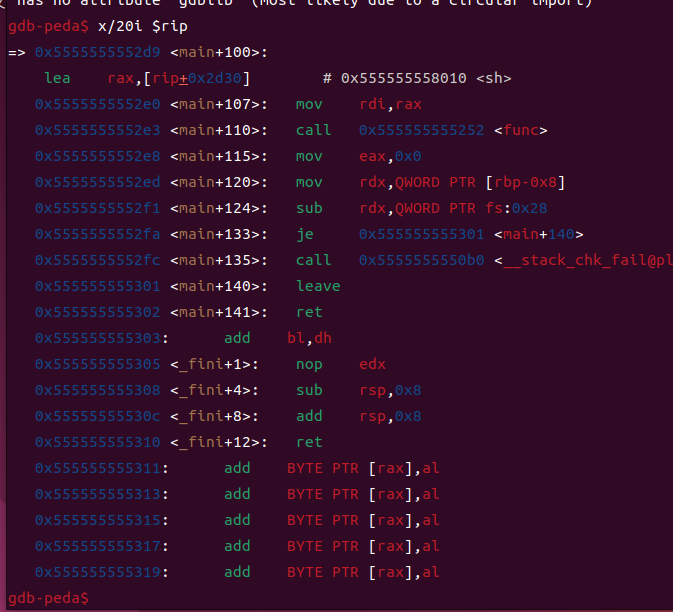 has no attribute 'gdblib' (most likely due to a circular import)
gdb-peda$ x/20i $rip
=> 0x5555555552d9 <main+100>:
lea rax,[rip+0x2d30] # 0x555555558010 <sh>
0x5555555552e0 <main+107>: mov rdi,rax
0x5555555552e3 <main+110>: call 0x555555555252 <func>
0x5555555552e8 <main+115>: mov eax,0x0
0x5555555552ed <main+120>: mov rdx,QWORD PTR [rbp-0x8]
0x5555555552f1 <main+124>: sub rdx,QWORD PTR fs:0x28
0x5555555552fa <main+133>: je 0x555555555301 <main+140>
0x5555555552fc <main+135>: call 0x5555555550b0 <__stack_chk_fail@pl
0x555555555301 <main+140>: leave
0x555555555302 <main+141>: ret
0x555555555303: add bl,dh
0x555555555305 <_fini+1>: nop edx
0x555555555308 <_fini+4>: sub rsp,0x8
0x55555555530c <_fini+8>: add rsp,0x8
0x555555555310 <_fini+12>: ret
0x555555555311: add BYTE PTR [rax],al
0x555555555313: add BYTE PTR [rax],al
0x555555555315: add BYTE PTR [rax],al
0x555555555317: add BYTE PTR [rax],al
0x555555555319: add BYTE PTR [rax],al
gdb-peda$